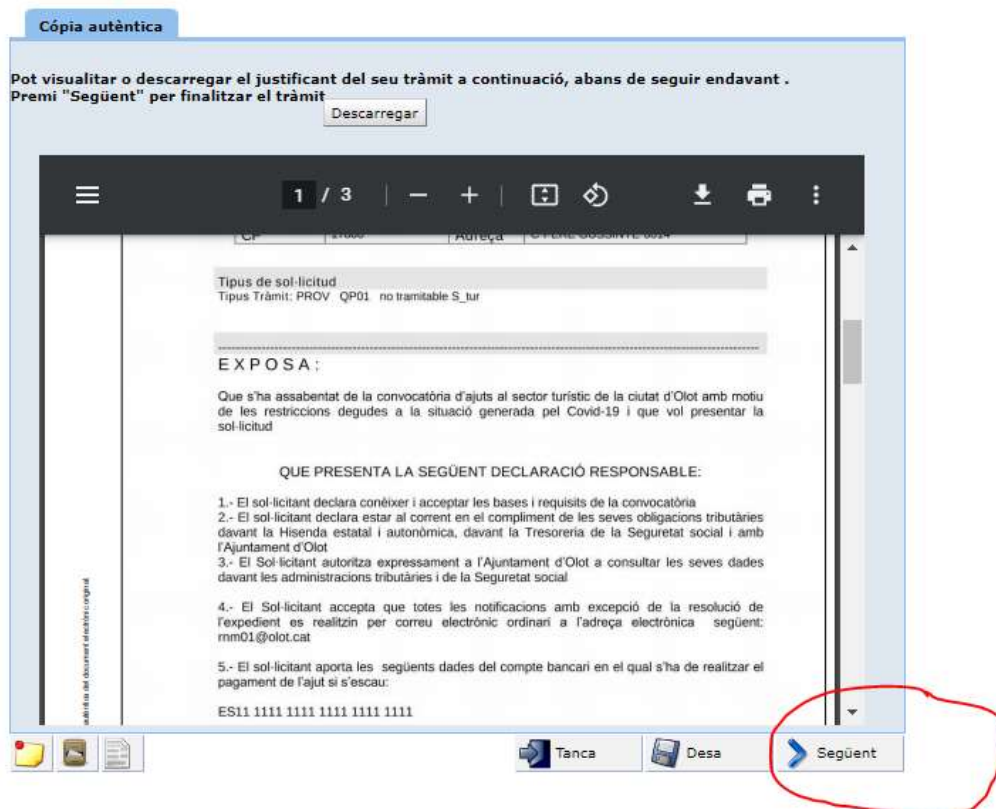 Còpia autèntica
Pot visualitar o descarregar el justificant del seu tràmit a continuació, abans de seguir endavant .
Premi "Següent" per finalitzar el tràmit
Descarregar
1 / 3
CP Adreça
Tipus de sol·licitud
Tipus Tràmit: PROV QP01 no tramitable S_tur
E X P O S A :
Que s'ha assabentat de la convocatòria d'ajuts al sector turístic de la ciutat d'Olot amb motiu
de les restriccions degudes a la situació generada pel Covid-19 i que vol presentar la
sol·licitud
QUE PRESENTA LA SEGÜENT DECLARACIÓ RESPONSABLE:
1.- El sol·licitant declara conèixer i acceptar les bases i requisits de la convocatòria
2.- El sol·licitant declara estar al corrent en el compliment de les seves obligacions tributàries
davant la Hisenda estatal i autonòmica, davant la Tresoreria de la Seguretat social i amb
l'Ajuntament d'Olot
3.- El Sol·licitant autoritza expressament a l'Ajuntament d'Olot a consultar les seves dades
davant les administracions tributàries i de la Seguretat social
4.- El Sol·licitant accepta que totes les notificacions amb excepció de la resolució de
l'expedient es realitzin per correu electrònic ordinari a l'adreça electrònica següent:
rnm01@olot.cat
5.- El sol·licitant aporta les següents dades del compte bancari en el qual s'ha de realitzar el
pagament de l'ajut si s'escau:
ES11 1111 1111 1111 1111 1111
autèntica del document electrònic original
Tanca
Desa
Següent